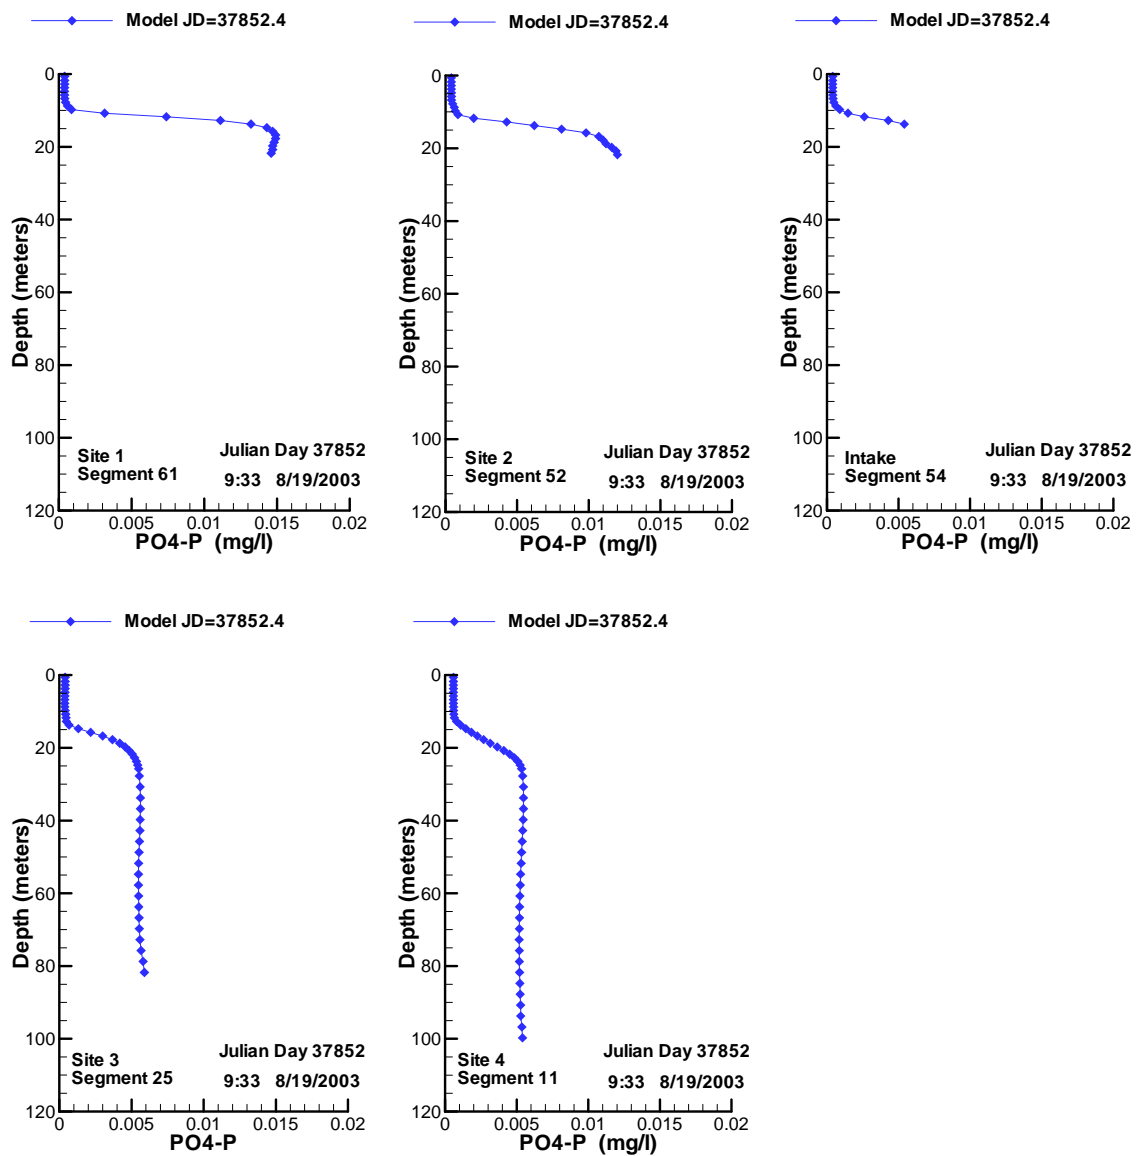 Model JD=37852.4
0
20
40
60
80
100
120
Depth (meters)
Site 1
Segment 61
Julian Day 37852
9:33 8/19/2003
0 0.005 0.01 0.015 0.02
PO4-P (mg/l)
Model JD=37852.4
0
20
40
60
80
100
120
Depth (meters)
Site 2
Segment 52
Julian Day 37852
9:33 8/19/2003
0 0.005 0.01 0.015 0.02
PO4-P (mg/l)
Model JD=37852.4
0
20
40
60
80
100
120
Depth (meters)
Intake
Segment 54
Julian Day 37852
9:33 8/19/2003
0 0.005 0.01 0.015 0.02
PO4-P (mg/l)
Model JD=37852.4
0
20
40
60
80
100
120
Depth (meters)
Site 3
Segment 25
Julian Day 37852
9:33 8/19/2003
0 0.005 0.01 0.015 0.02
PO4-P
Model JD=37852.4
0
20
40
60
80
100
120
Depth (meters)
Site 4
Segment 11
Julian Day 37852
9:33 8/19/2003
0 0.005 0.01 0.015 0.02
PO4-P (mg/l)